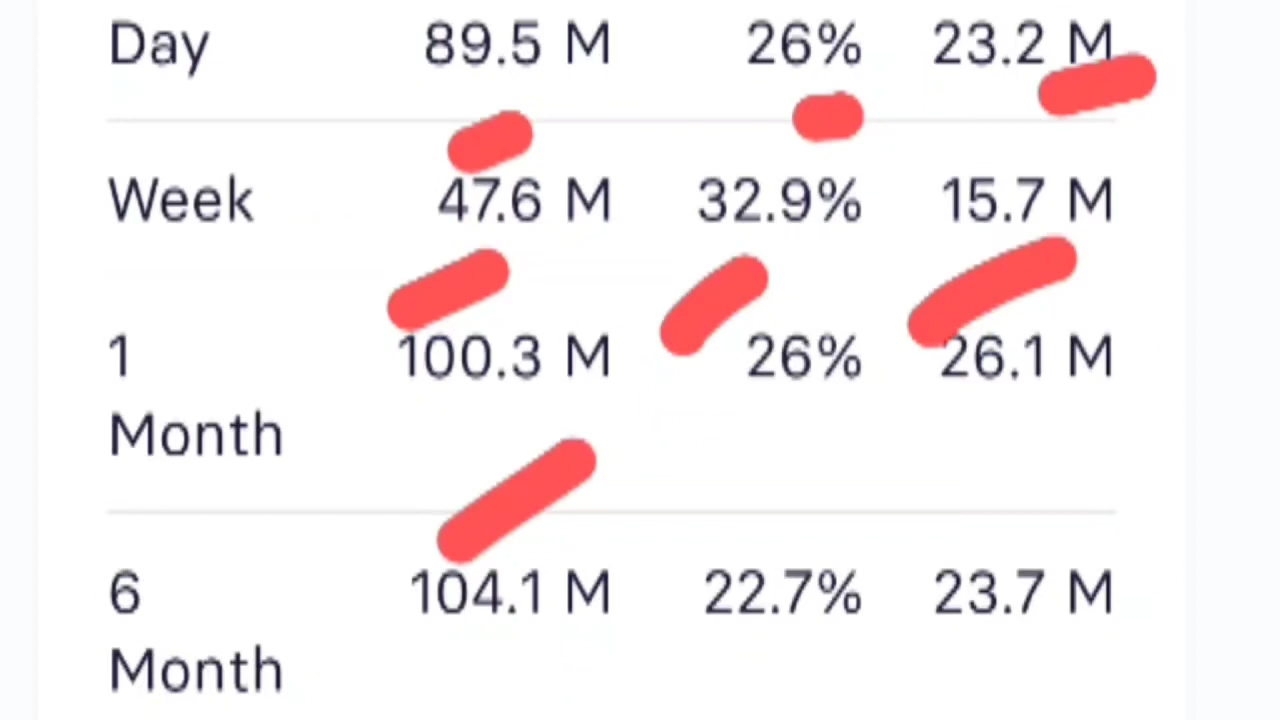 Day 89.5 M 26% 23.2 M
Week 47.6 M 32.9% 15.7 M
1 100.3 M 26% 26.1 M
Month
6 104.1 M 22.7% 23.7 M
Month